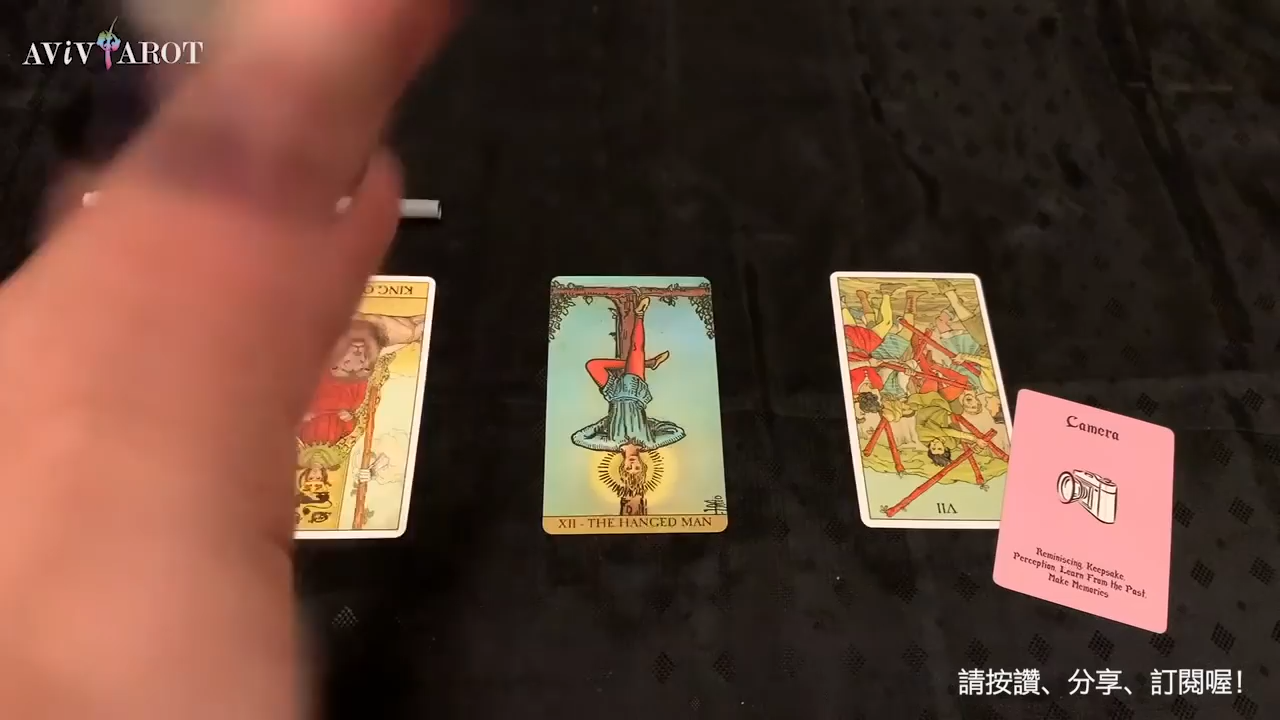 AViV TAROT
KING O
XII - THE HANGED MAN
VII
Camera
Reminiscing, Keepsake,
Perception, Learn From the Past,
Make Memories
請按讚、分享、訂閱喔!